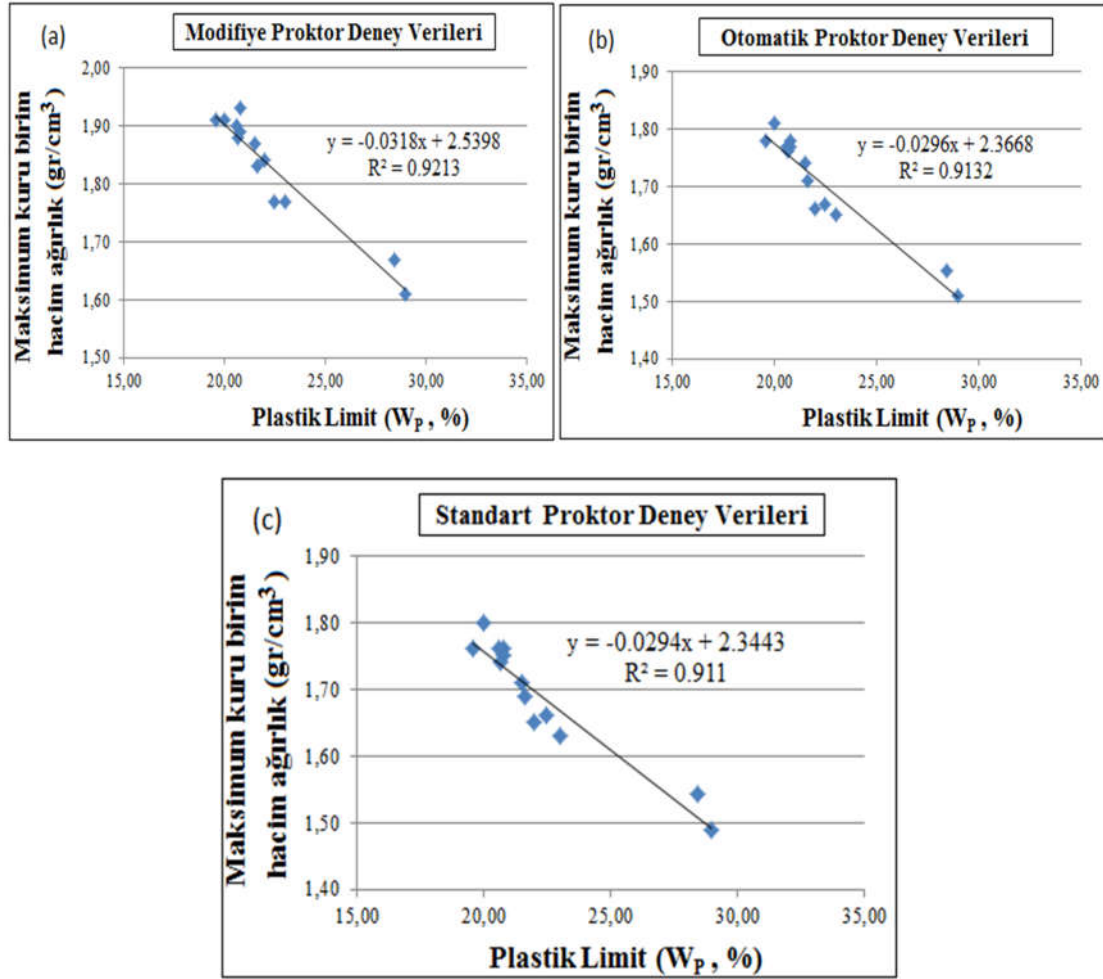 (a)
Modifiye Proktor Deney Verileri
Maksimum kuru birim
hacim ağırlık (gr/cm³)
2,00
1,90
1,80
1,70
1,60
1,50
y = -0.0318x + 2.5398
R² = 0.9213
15,00 20,00 25,00 30,00 35,00
Plastik Limit (WP , %)
(b)
Otomatik Proktor Deney Verileri
Maksimum kuru birim
hacim ağırlık (gr/cm³)
1,90
1,80
1,70
1,60
1,50
1,40
y = -0.0296x + 2.3668
R² = 0.9132
15,00 20,00 25,00 30,00 35,00
Plastik Limit (WP , %)
(c)
Standart Proktor Deney Verileri
Maksimum kuru birim
hacim ağırlık (gr/cm³)
1,90
1,80
1,70
1,60
1,50
1,40
y = -0.0294x + 2.3443
R² = 0.911
15,00 20,00 25,00 30,00 35,00
Plastik Limit (WP , %)